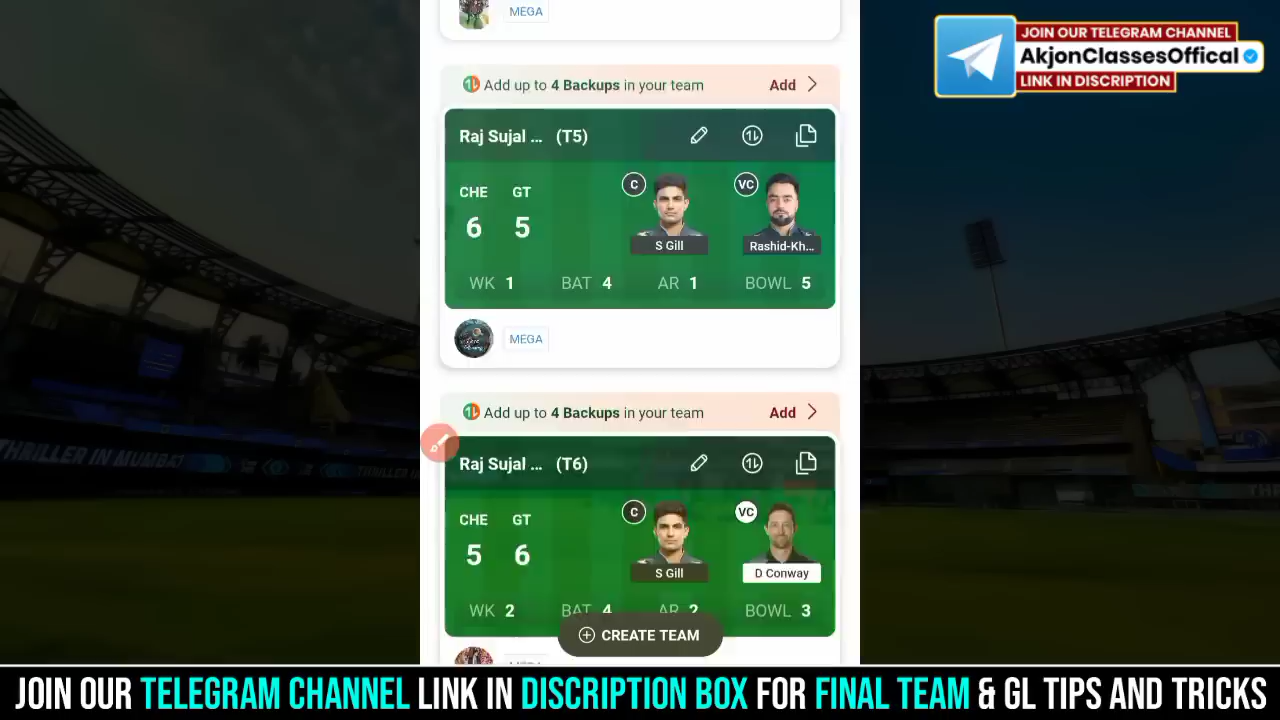 MEGA
JOIN OUR TELEGRAM CHANNEL
AkjonClassesOffical
LINK IN DISCRIPTION
Add up to 4 Backups in your team Add
Raj Sujal ... (T5)
CHE GT
6 5
C
VC
S Gill
Rashid-Kh...
WK 1 BAT 4 AR 1 BOWL 5
MEGA
Add up to 4 Backups in your team Add
Raj Sujal ... (T6)
CHE GT
5 6
C
VC
S Gill
D Conway
WK 2 BAT 4 AR 2 BOWL 3
CREATE TEAM
THRILLER IN MUMBAI
JOIN OUR TELEGRAM CHANNEL LINK IN DISCRIPTION BOX FOR FINAL TEAM & GL TIPS AND TRICKS